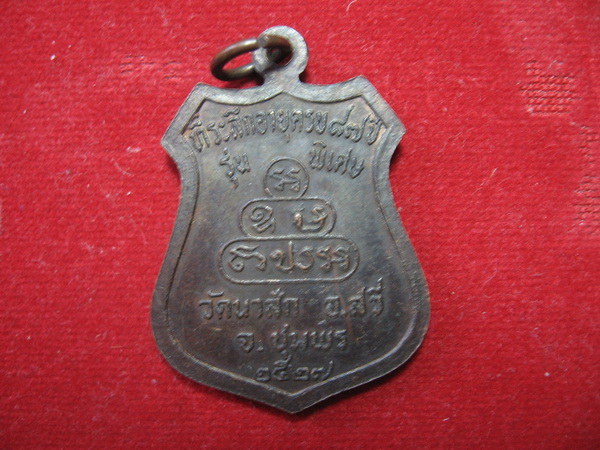 ที่ระลึกอายุครบ๘๗ปี
รุ่น พิเศษ
วัดนาสัก อ.สวี
จ.ชุมพร
๒๕๒๗